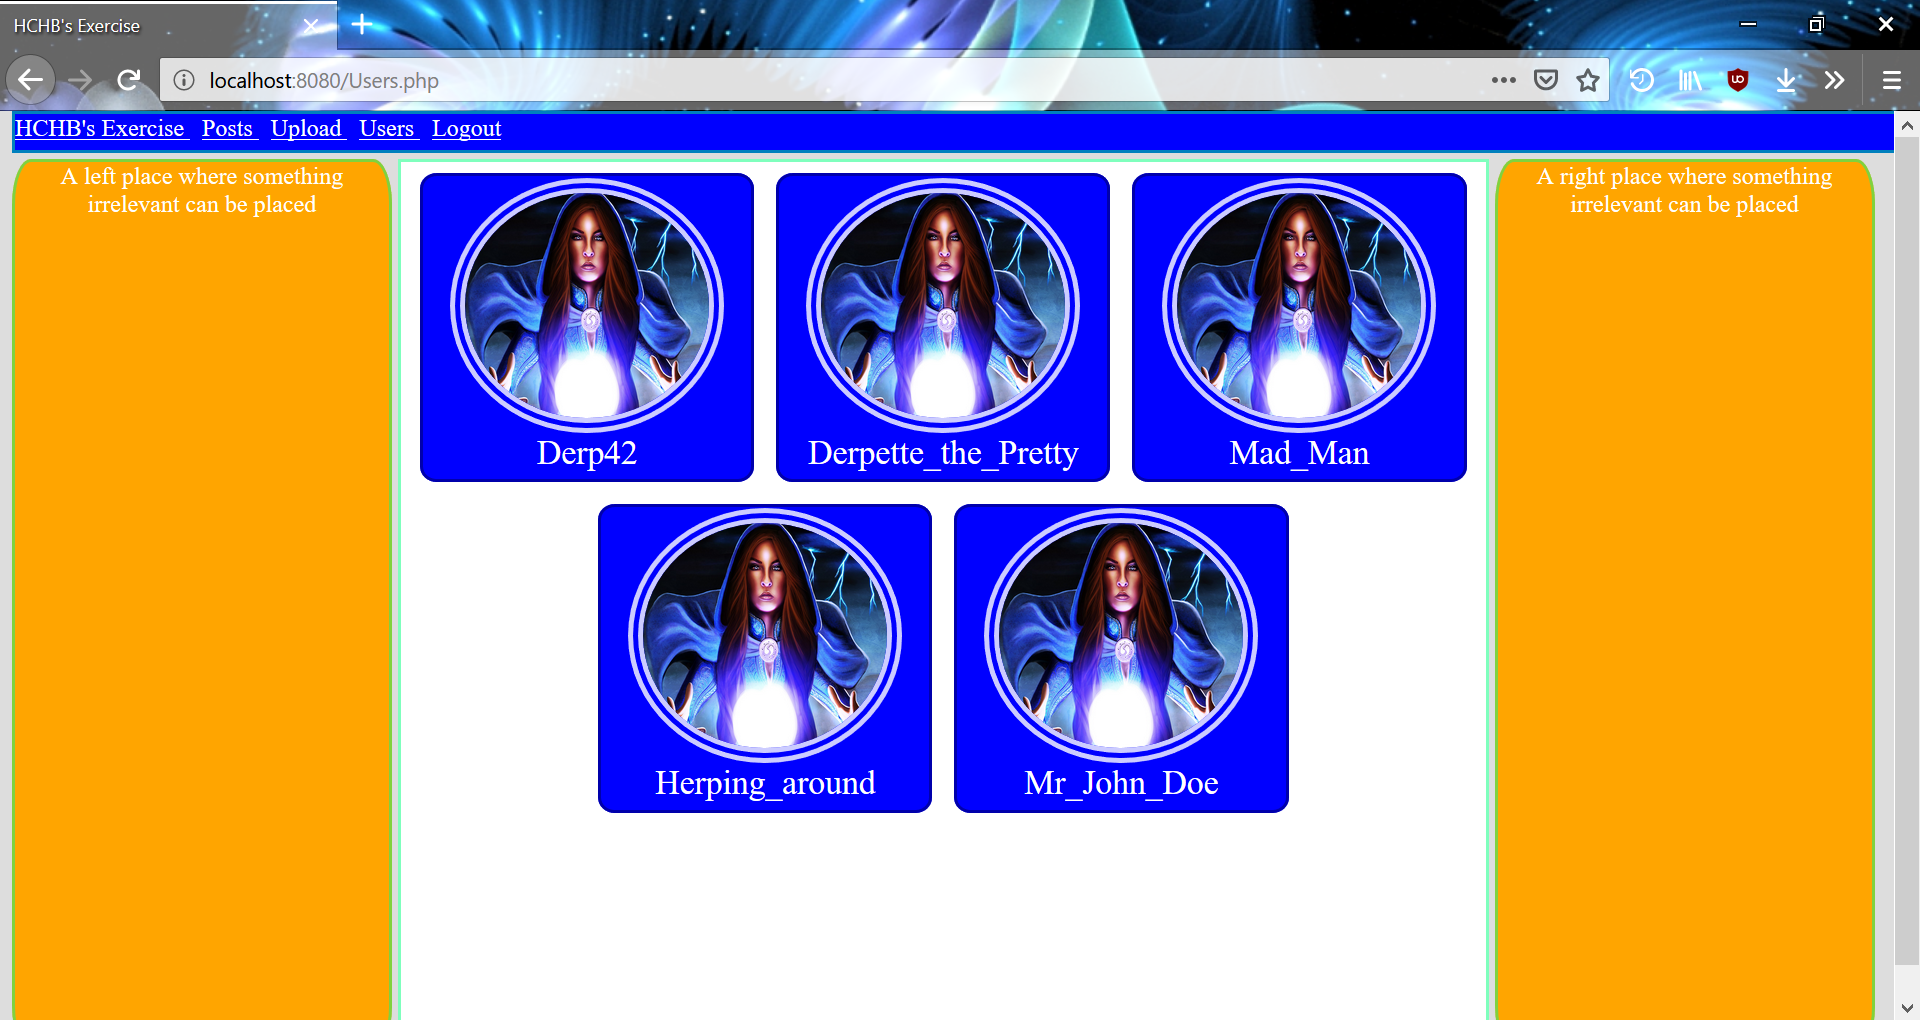 HCHB's Exercise
localhost:8080/Users.php
HCHB's Exercise Posts Upload Users Logout
A left place where something
irrelevant can be placed
Derp42
Derpette_the_Pretty
Mad_Man
Herping_around
Mr_John_Doe
A right place where something
irrelevant can be placed